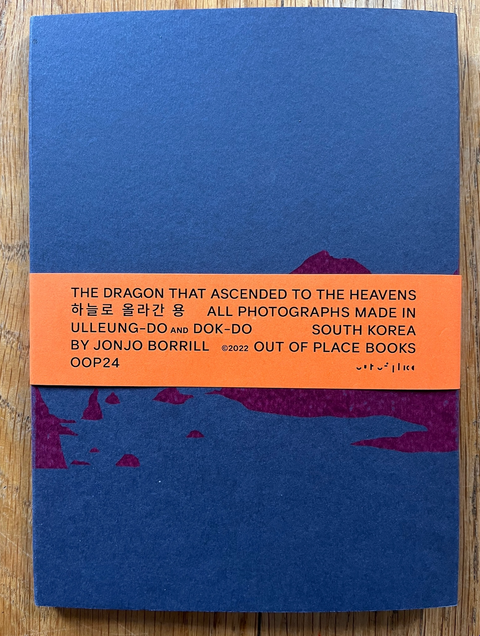 THE DRAGON THAT ASCENDED TO THE HEAVENS
하늘로 올라간 용 ALL PHOTOGRAPHS MADE IN
ULLEUNG-DO AND DOK-DO SOUTH KOREA
BY JONJO BORRILL ©2022 OUT OF PLACE BOOKS
OOP24